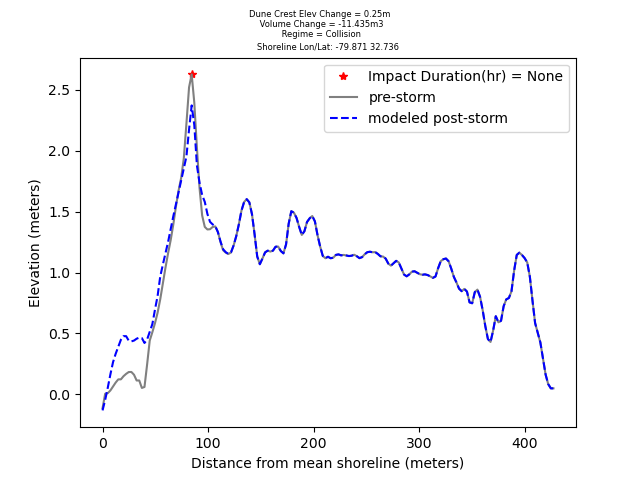 Dune Crest Elev Change = 0.25m
Volume Change = -11.435m3
Regime = Collision
Shoreline Lon/Lat: -79.871 32.736
Impact Duration(hr) = None
pre-storm
modeled post-storm
Elevation (meters)
2.5
2.0
1.5
1.0
0.5
0.0
0 100 200 300 400
Distance from mean shoreline (meters)